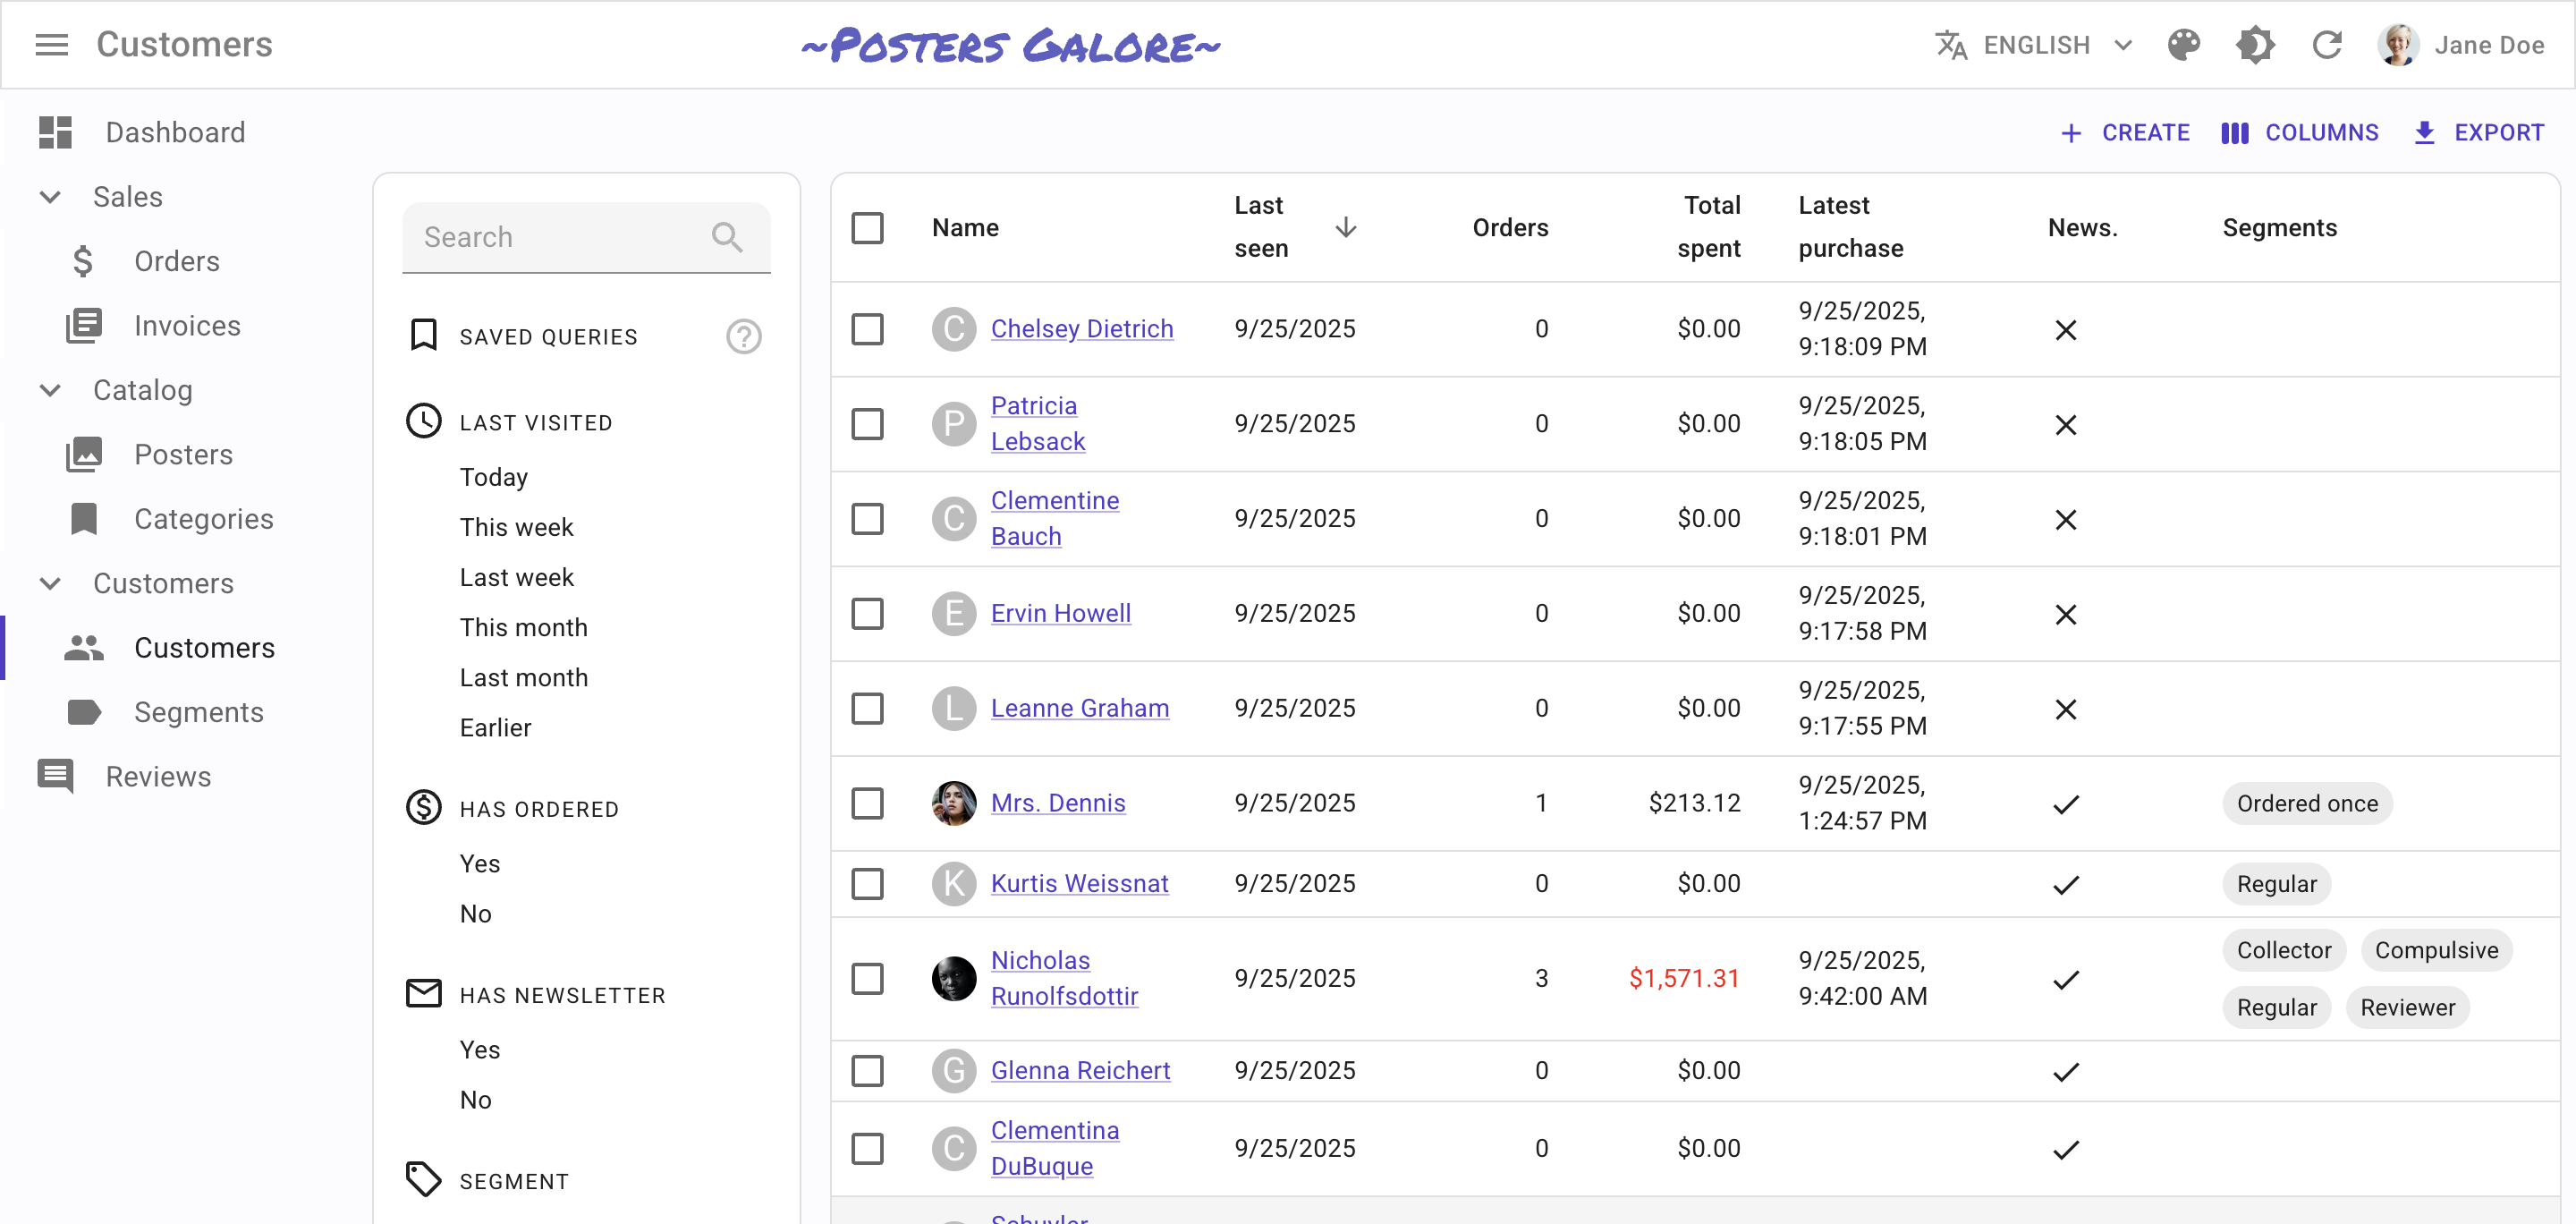 Customers
~Posters Galore~
ENGLISH
Jane Doe
Dashboard
Sales
Orders
Invoices
Catalog
Posters
Categories
Customers
Customers
Segments
Reviews
CREATE
COLUMNS
EXPORT
Search
SAVED QUERIES
?
LAST VISITED
Today
This week
Last week
This month
Last month
Earlier
HAS ORDERED
Yes
No
HAS NEWSLETTER
Yes
No
SEGMENT
Name
Last
seen
Orders
Total
spent
Latest
purchase
News.
Segments
C Chelsey Dietrich 9/25/2025 0 $0.00 9/25/2025,
9:18:09 PM
P Patricia
Lebsack 9/25/2025 0 $0.00 9/25/2025,
9:18:05 PM
C Clementine
Bauch 9/25/2025 0 $0.00 9/25/2025,
9:18:01 PM
E Ervin Howell 9/25/2025 0 $0.00 9/25/2025,
9:17:58 PM
L Leanne Graham 9/25/2025 0 $0.00 9/25/2025,
9:17:55 PM
Mrs. Dennis 9/25/2025 1 $213.12 9/25/2025,
1:24:57 PM Ordered once
K Kurtis Weissnat 9/25/2025 0 $0.00 Regular
Nicholas
Runolfsdottir 9/25/2025 3 $1,571.31 9/25/2025,
9:42:00 AM Collector Compulsive
Regular Reviewer
G Glenna Reichert 9/25/2025 0 $0.00
C Clementina
DuBuque 9/25/2025 0 $0.00